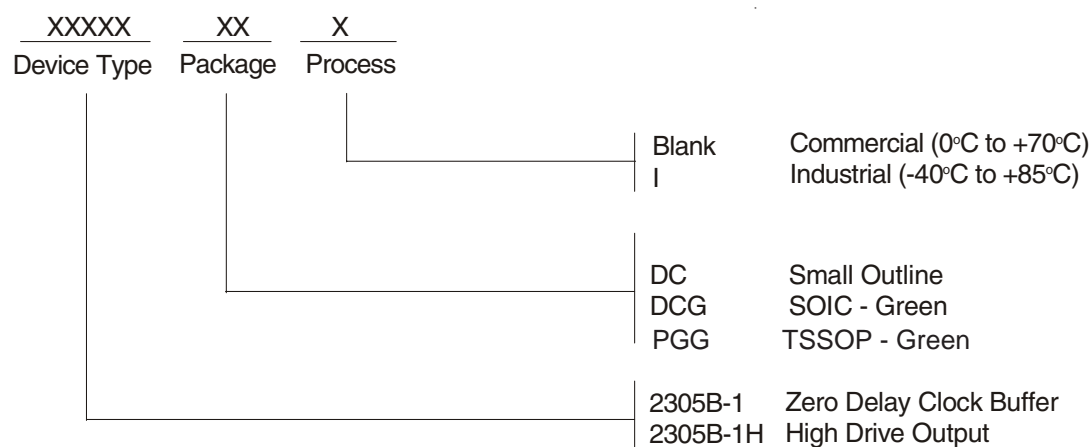 XXXXX XX X
Device Type Package Process
Blank Commercial (0°C to +70°C)
I Industrial (-40°C to +85°C)
DC Small Outline
DCG SOIC - Green
PGG TSSOP - Green
2305B-1 Zero Delay Clock Buffer
2305B-1H High Drive Output